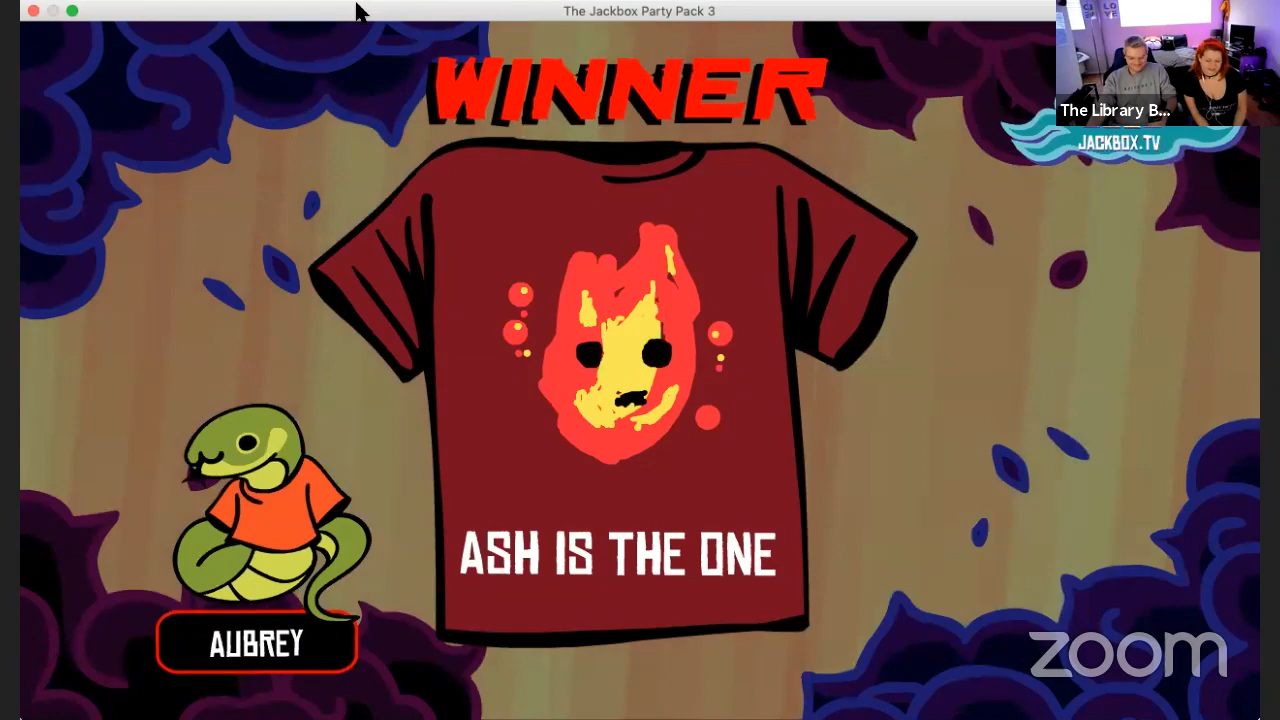 The Jackbox Party Pack 3
WINNER
The Library B...
JACKBOX.TV
ASH IS THE ONE
AUBREY
zoom